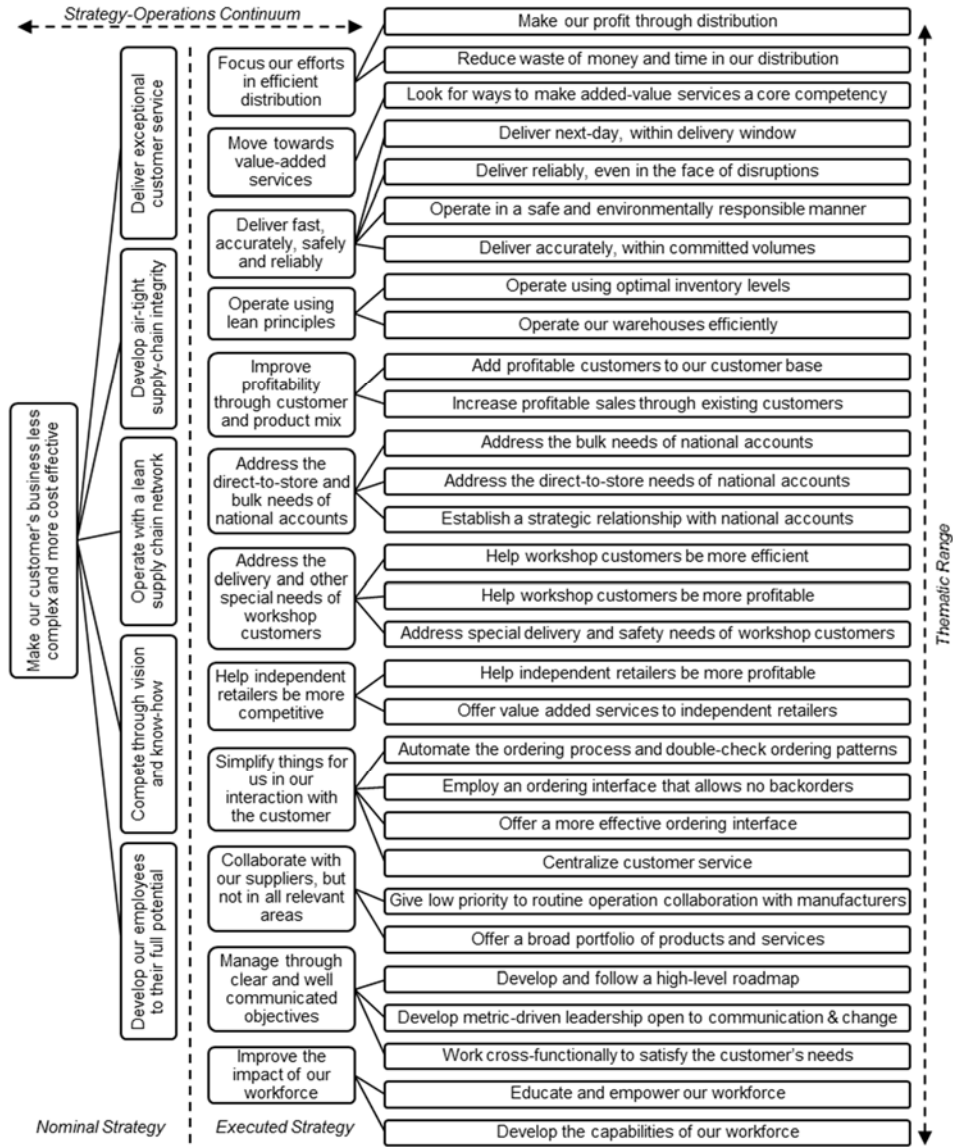 Strategy-Operations Continuum
Make our customer's business less
complex and more cost effective
Deliver exceptional
customer service
Develop air-tight
supply-chain integrity
Operate with a lean
supply chain network
Compete through vision
and know-how
Develop our employees
to their full potential
Nominal Strategy
Focus our efforts
in efficient
distribution
Move towards
value-added
services
Deliver fast,
accurately, safely
and reliably
Operate using
lean principles
Improve
profitability
through customer
and product mix
Address the
direct-to-store and
bulk needs of
national accounts
Address the
delivery and other
special needs of
workshop
customers
Help independent
retailers be more
competitive
Simplify things for
us in our
interaction with
the customer
Collaborate with
our suppliers, but
not in all relevant
areas
Manage through
clear and well
communicated
objectives
Improve the
impact of our
workforce
Executed Strategy
Make our profit through distribution
Reduce waste of money and time in our distribution
Look for ways to make added-value services a core competency
Deliver next-day, within delivery window
Deliver reliably, even in the face of disruptions
Operate in a safe and environmentally responsible manner
Deliver accurately, within committed volumes
Operate using optimal inventory levels
Operate our warehouses efficiently
Add profitable customers to our customer base
Increase profitable sales through existing customers
Address the bulk needs of national accounts
Address the direct-to-store needs of national accounts
Establish a strategic relationship with national accounts
Help workshop customers be more efficient
Help workshop customers be more profitable
Address special delivery and safety needs of workshop customers
Help independent retailers be more profitable
Offer value added services to independent retailers
Automate the ordering process and double-check ordering patterns
Employ an ordering interface that allows no backorders
Offer a more effective ordering interface
Centralize customer service
Give low priority to routine operation collaboration with manufacturers
Offer a broad portfolio of products and services
Develop and follow a high-level roadmap
Develop metric-driven leadership open to communication & change
Work cross-functionally to satisfy the customer's needs
Educate and empower our workforce
Develop the capabilities of our workforce
Thematic Range